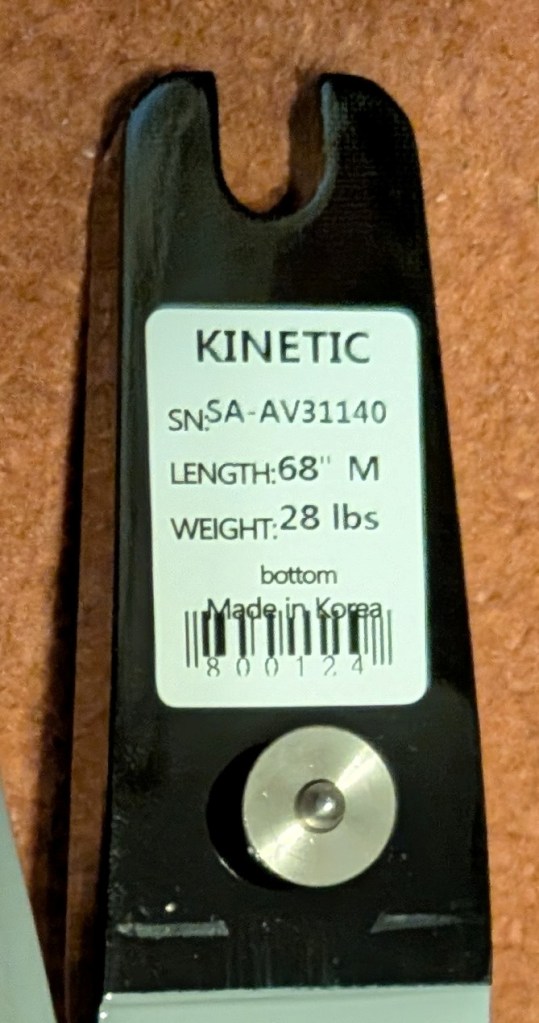 KINETIC
SN:SA-AV31140
LENGTH:68" M
WEIGHT:28 lbs
bottom
Made in Korea
800124